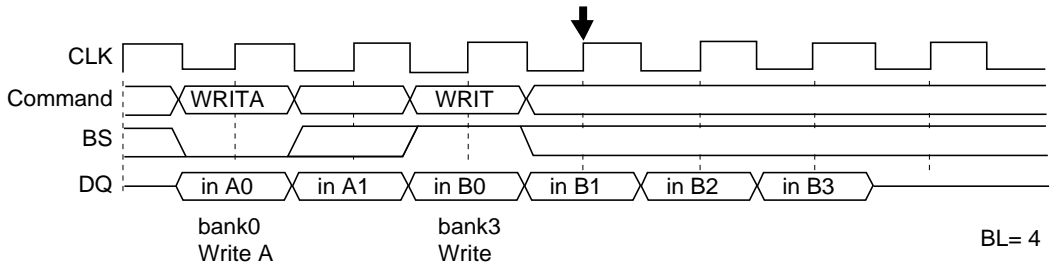 CLK
Command WRITA WRIT
BS
DQ in A0 in A1 in B0 in B1 in B2 in B3
bank0 bank3
Write A Write
BL= 4